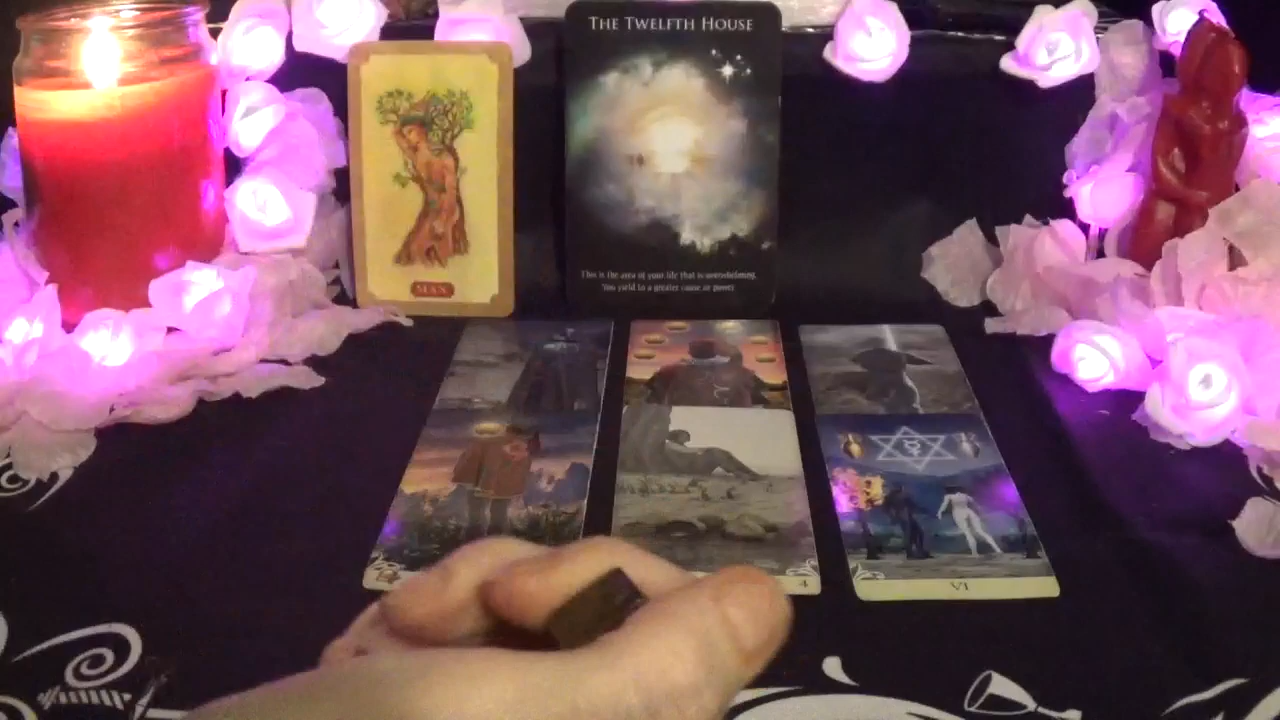 THE TWELFTH HOUSE
This is the area of your life that is overwhelming.
You yield to a greater cause or power.
MAN
4
VI